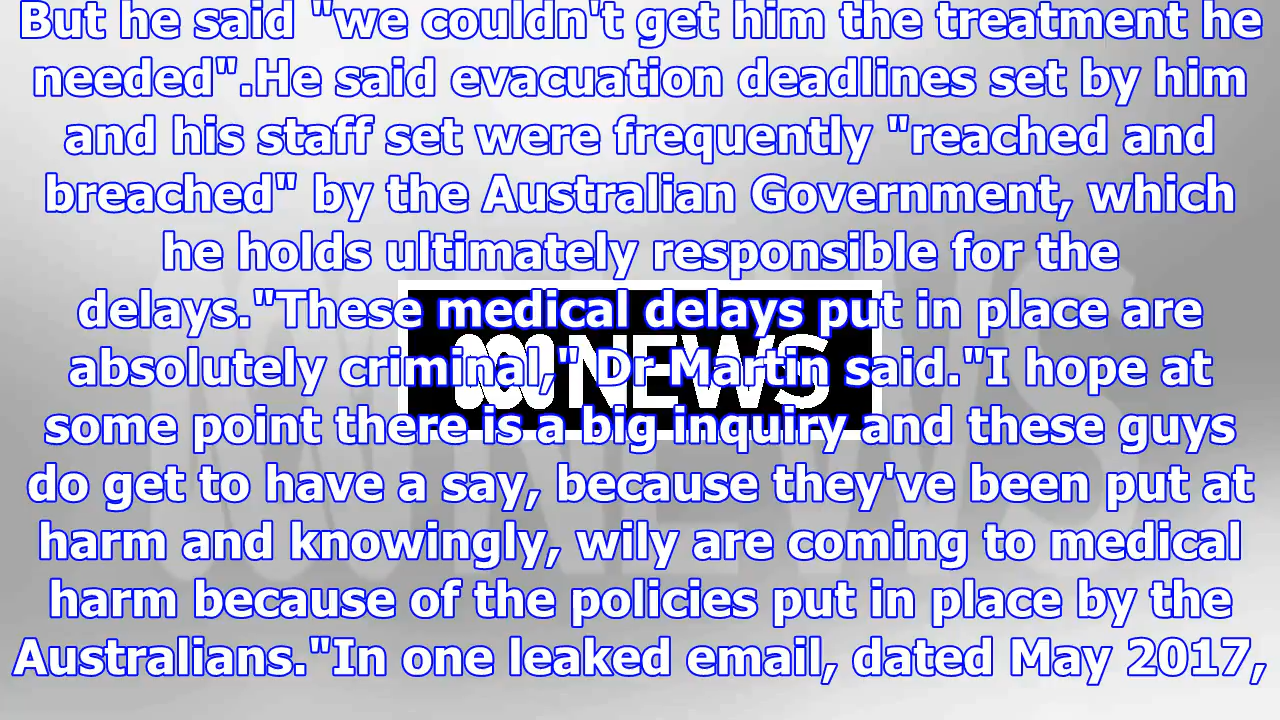 But he said "we couldn't get him the treatment he
needed".He said evacuation deadlines set by him
and his staff set were frequently "reached and
breached" by the Australian Government, which
he holds ultimately responsible for the
delays."These medical delays put in place are
absolutely criminal," Dr Martin said."I hope at
some point there is a big inquiry and these guys
do get to have a say, because they've been put at
harm and knowingly, wily are coming to medical
harm because of the policies put in place by the
Australians."In one leaked email, dated May 2017,
NEWS
NEWS